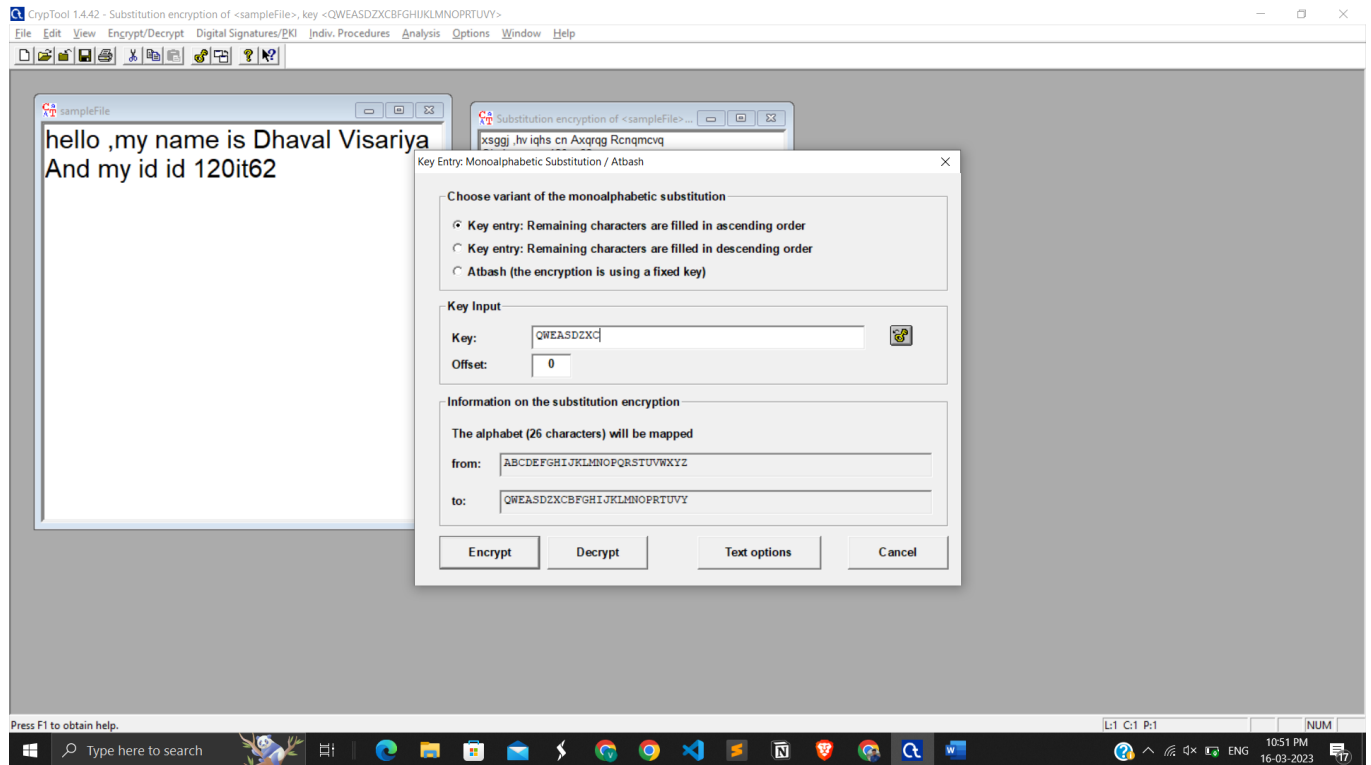 CrypTool 1.4.42 - Substitution encryption of <sampleFile>, key <QWEASDZXCBFGHIJKLMNOPRTUVY>
File Edit View Encrypt/Decrypt Digital Signatures/PKI Indiv. Procedures Analysis Options Window Help
sampleFile
hello ,my name is Dhaval Visariya
And my id id 120it62
Substitution encryption of <sampleFile>...
xsggj ,hv iqhs cn Axqrqg Rcnqmcvq
Key Entry: Monoalphabetic Substitution / Atbash
Choose variant of the monoalphabetic substitution
Key entry: Remaining characters are filled in ascending order
Key entry: Remaining characters are filled in descending order
Atbash (the encryption is using a fixed key)
Key Input
Key: QWEASDZXC
Offset: 0
Information on the substitution encryption
The alphabet (26 characters) will be mapped
from: ABCDEFGHIJKLMNOPQRSTUVWXYZ
to: QWEASDZXCBFGHIJKLMNOPRTUVY
Encrypt Decrypt Text options Cancel
Press F1 to obtain help.
L:1 C:1 P:1 NUM
Type here to search
ENG
10:51 PM
16-03-2023
17